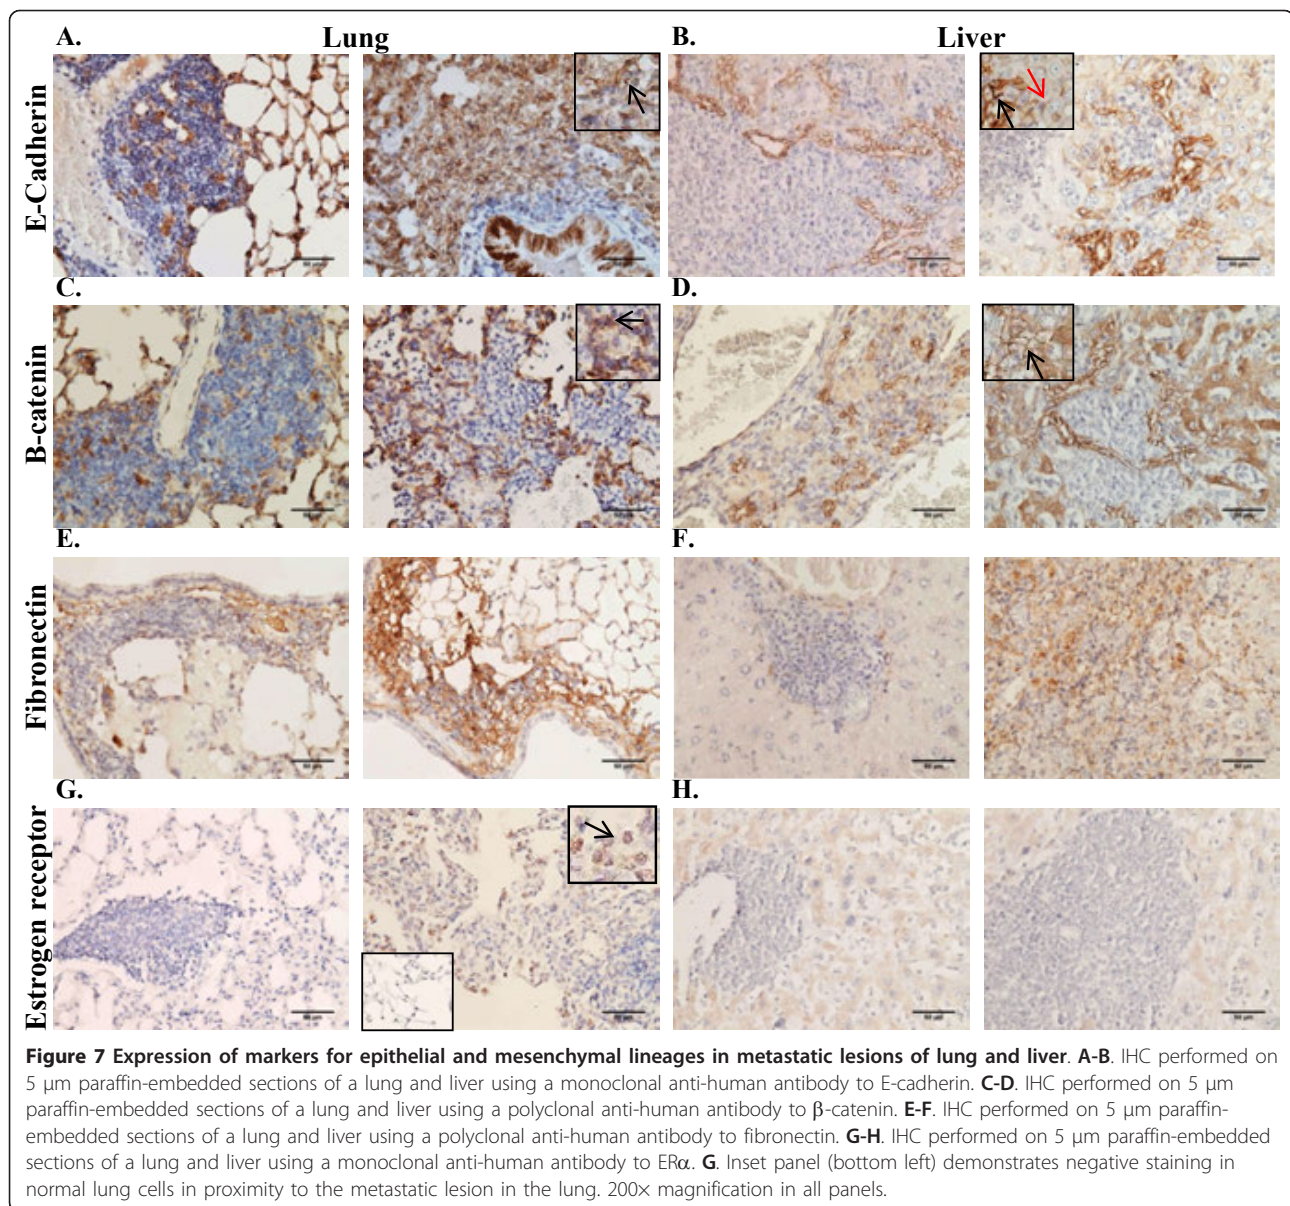 A. Lung B. Liver
E-Cadherin
C. D.
B-catenin
E. F.
Fibronectin
G. H.
Estrogen receptor
Figure 7 Expression of markers for epithelial and mesenchymal lineages in metastatic lesions of lung and liver. A-B. IHC performed on
5 μm paraffin-embedded sections of a lung and liver using a monoclonal anti-human antibody to E-cadherin. C-D. IHC performed on 5 μm
paraffin-embedded sections of a lung and liver using a polyclonal anti-human antibody to β-catenin. E-F. IHC performed on 5 μm paraffin-
embedded sections of a lung and liver using a polyclonal anti-human antibody to fibronectin. G-H. IHC performed on 5 μm paraffin-embedded
sections of a lung and liver using a monoclonal anti-human antibody to ERα. G. Inset panel (bottom left) demonstrates negative staining in
normal lung cells in proximity to the metastatic lesion in the lung. 200× magnification in all panels.